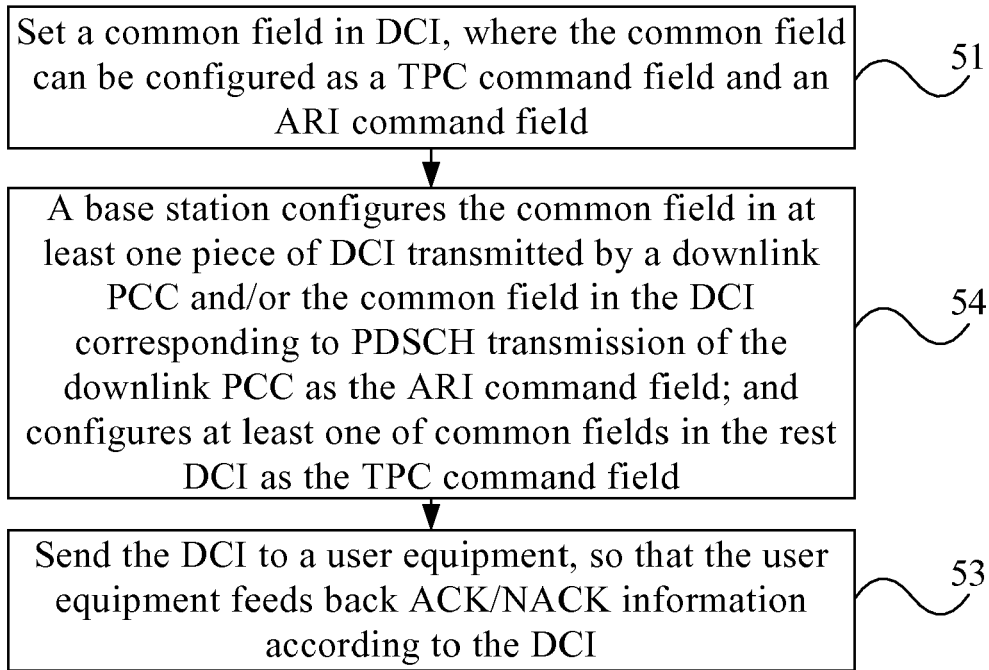 Set a common field in DCI, where the common field
can be configured as a TPC command field and an
ARI command field
51
A base station configures the common field in at
least one piece of DCI transmitted by a downlink
PCC and/or the common field in the DCI
corresponding to PDSCH transmission of the
downlink PCC as the ARI command field; and
configures at least one of common fields in the rest
DCI as the TPC command field
54
Send the DCI to a user equipment, so that the user
equipment feeds back ACK/NACK information
according to the DCI
53